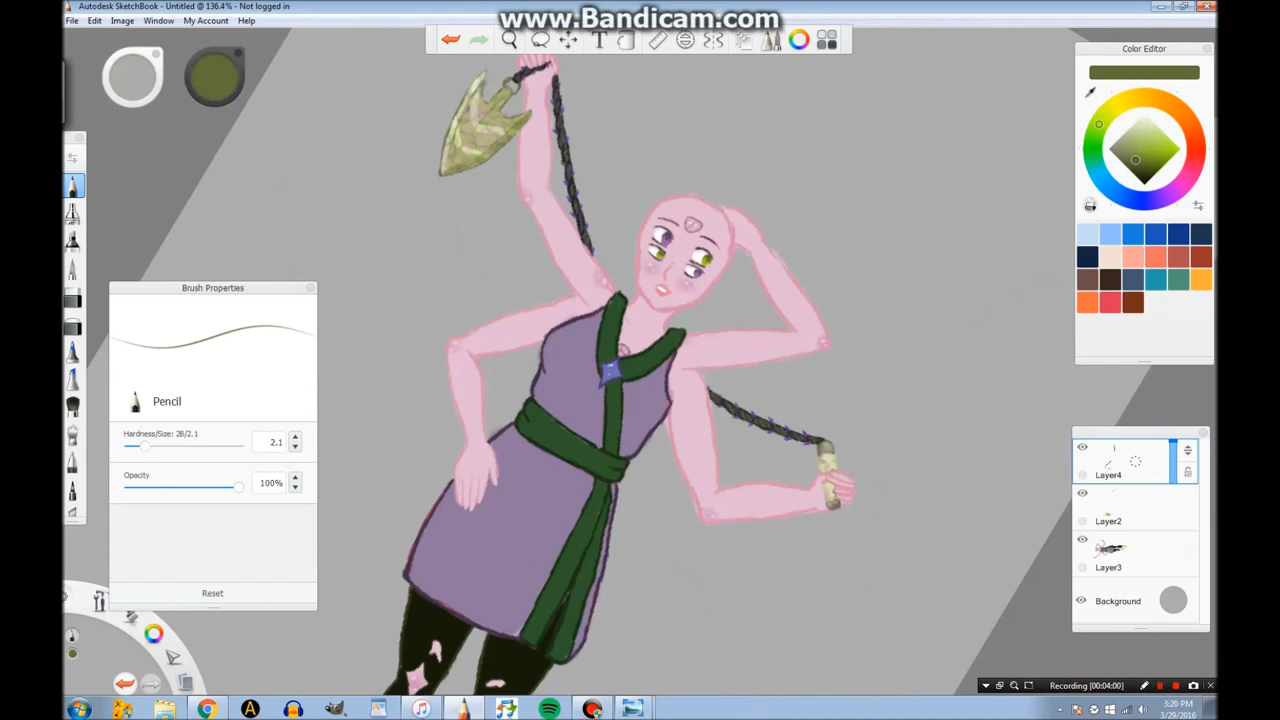 Autodesk SketchBook - Untitled @ 136.4% - Not logged in
www.Bandicam.com
File Edit Image Window My Account Help
T
Color Editor
Brush Properties
Pencil
Hardness/Size: 2B/2.1
2.1
Opacity
100%
Reset
Layer4
Layer2
Layer3
Background
Recording [00:04:00]
A
3:20 PM
3/29/2016